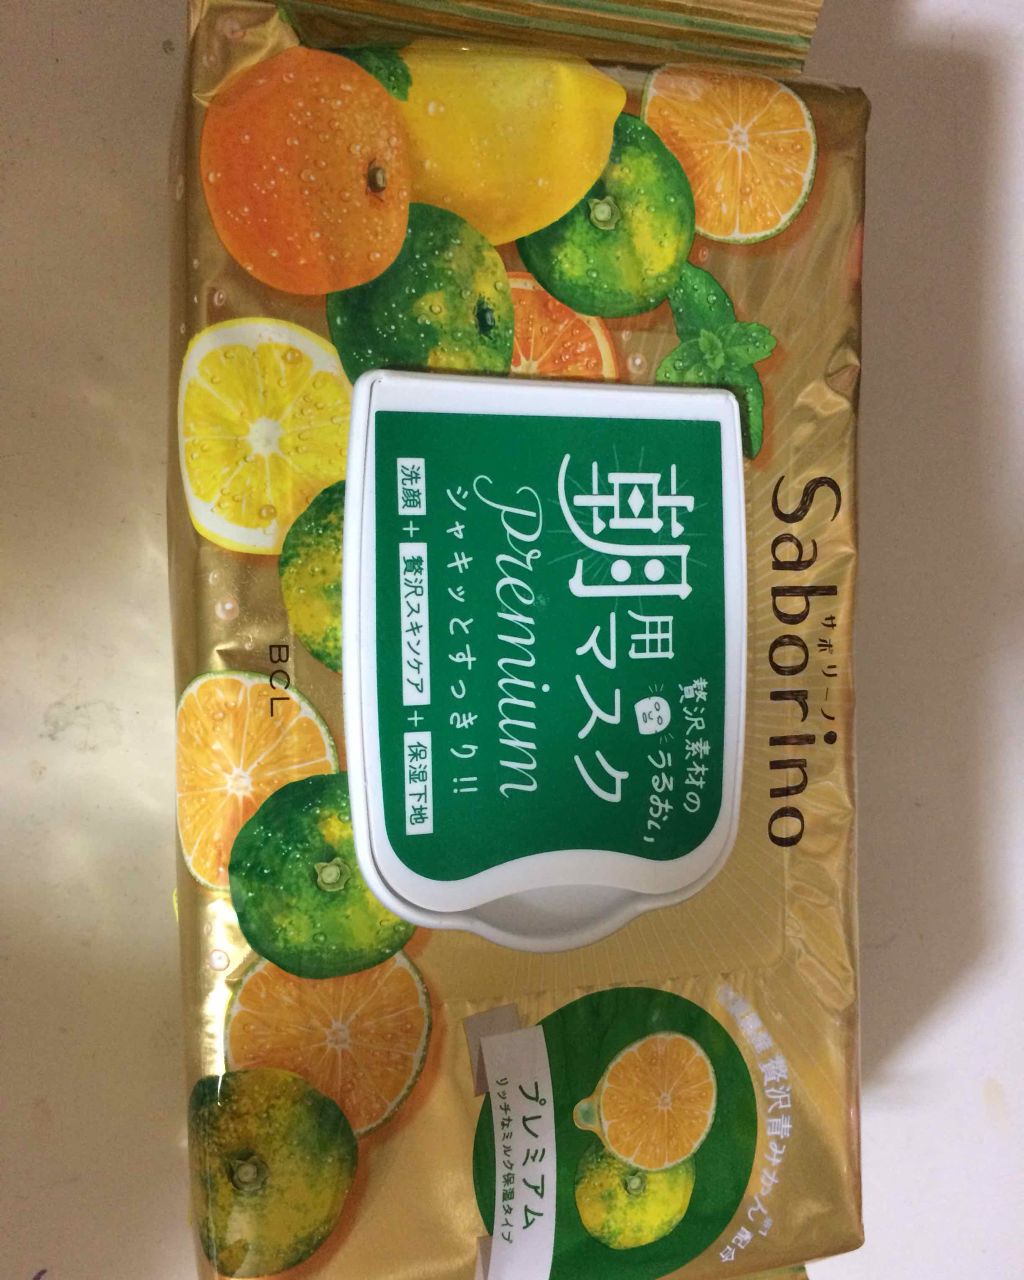 Saborino
サボリーノ
贅沢素材の
うるおい
朝用マスク
Premium
シャキッとすっきり!!
洗顔 + 贅沢スキンケア + 保湿下地
BCL
贅沢青みかん 配合
プレミアム
リッチなミルク保湿タイプ